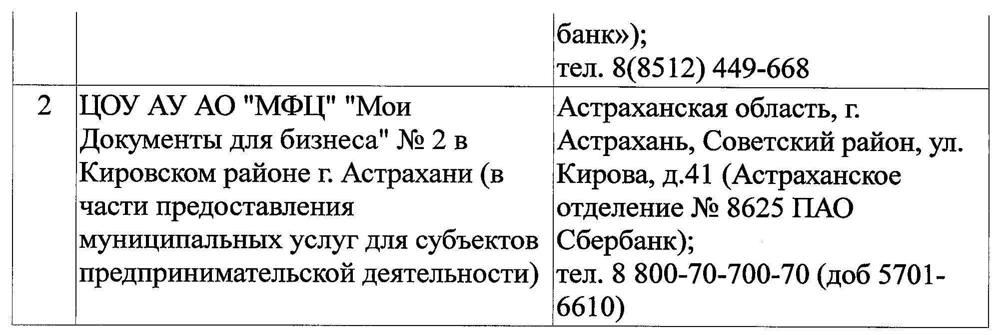 банк»);
тел. 8(8512) 449-668
2
ЦОУ АУ АО "МФЦ" "Мои
Документы для бизнеса" № 2 в
Кировском районе г. Астрахани (в
части предоставления
муниципальных услуг для субъектов
предпринимательской деятельности)
Астраханская область, г.
Астрахань, Советский район, ул.
Кирова, д.41 (Астраханское
отделение № 8625 ПАО
Сбербанк);
тел. 8 800-70-700-70 (доб 5701-
6610)